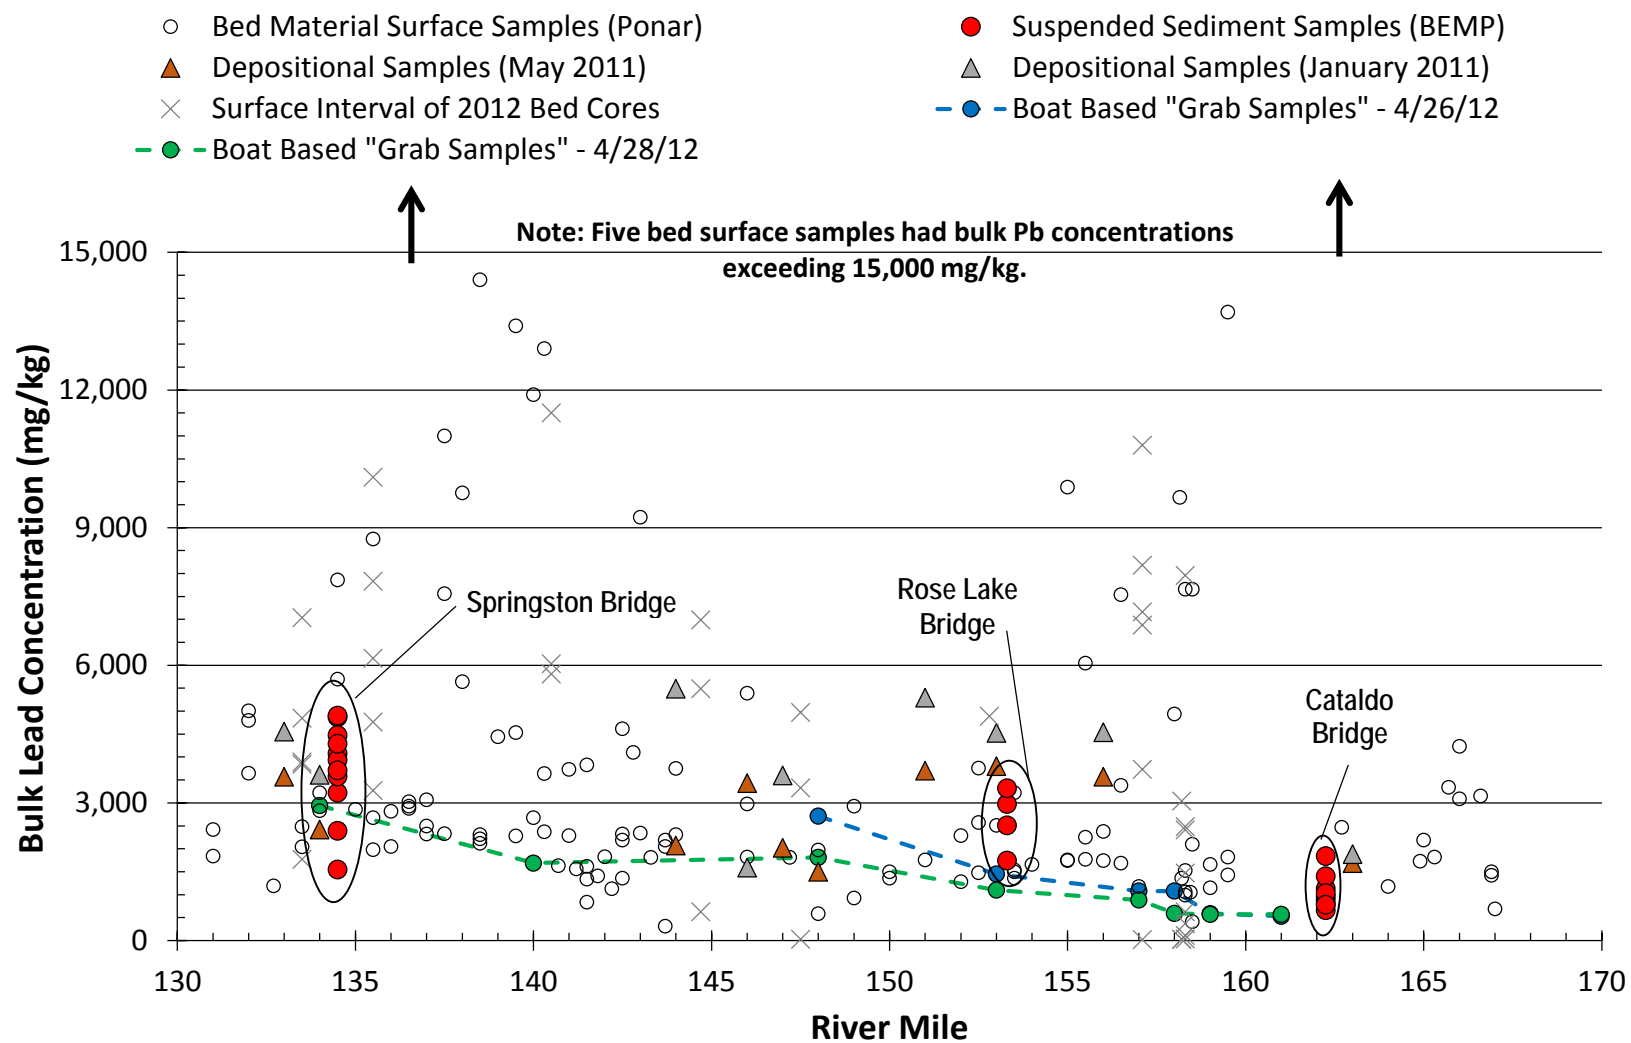 Bed Material Surface Samples (Ponar)
Suspended Sediment Samples (BEMP)
Depositional Samples (May 2011)
Depositional Samples (January 2011)
Surface Interval of 2012 Bed Cores
Boat Based "Grab Samples" - 4/26/12
Boat Based "Grab Samples" - 4/28/12
Note: Five bed surface samples had bulk Pb concentrations
exceeding 15,000 mg/kg.
15,000
12,000
9,000
6,000
3,000
0
Bulk Lead Concentration (mg/kg)
Springston Bridge
Rose Lake
Bridge
Cataldo
Bridge
130
135
140
145
150
155
160
165
170
River Mile